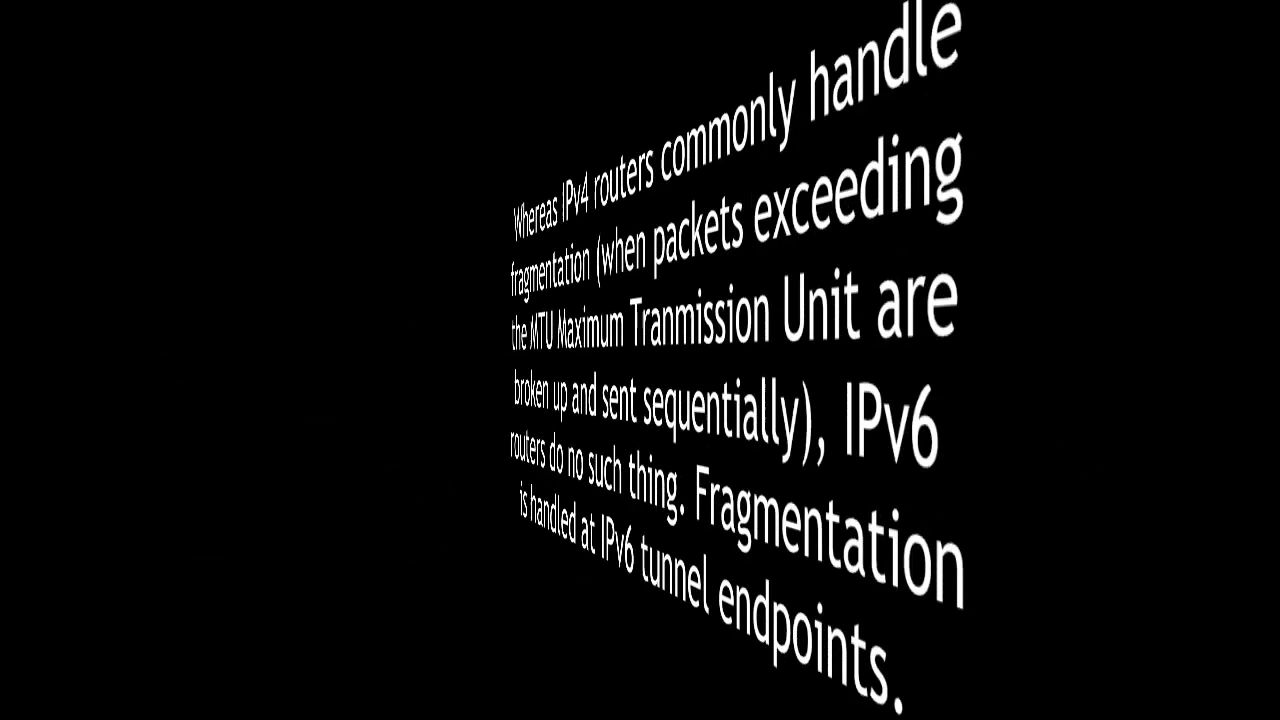 Whereas IPv4 routers commonly handle
fragmentation (when packets exceeding
the MTU Maximum Tranmission Unit are
broken up and sent sequentially), IPv6
routers do no such thing. Fragmentation
is handled at IPv6 tunnel endpoints.